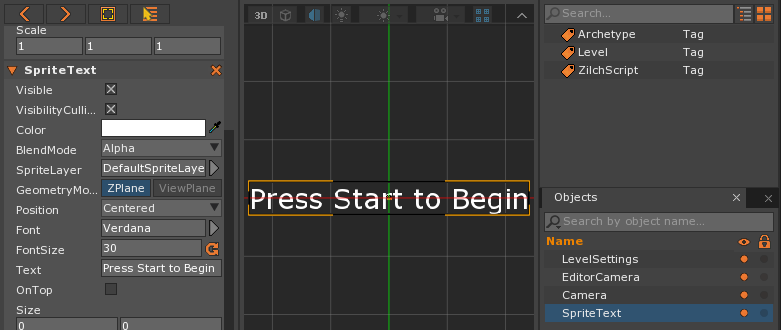 Scale
1 1 1
SpriteText
Visible
VisibilityCulli...
Color
BlendMode Alpha
SpriteLayer DefaultSpriteLaye
GeometryMo... ZPlane ViewPlane
Position Centered
Font Verdana
FontSize 30
Text Press Start to Begin
OnTop
Size
0 0
3D
Press Start to Begin
Search...
Archetype Tag
Level Tag
ZilchScript Tag
Objects
Search by object name...
Name
LevelSettings
EditorCamera
Camera
SpriteText